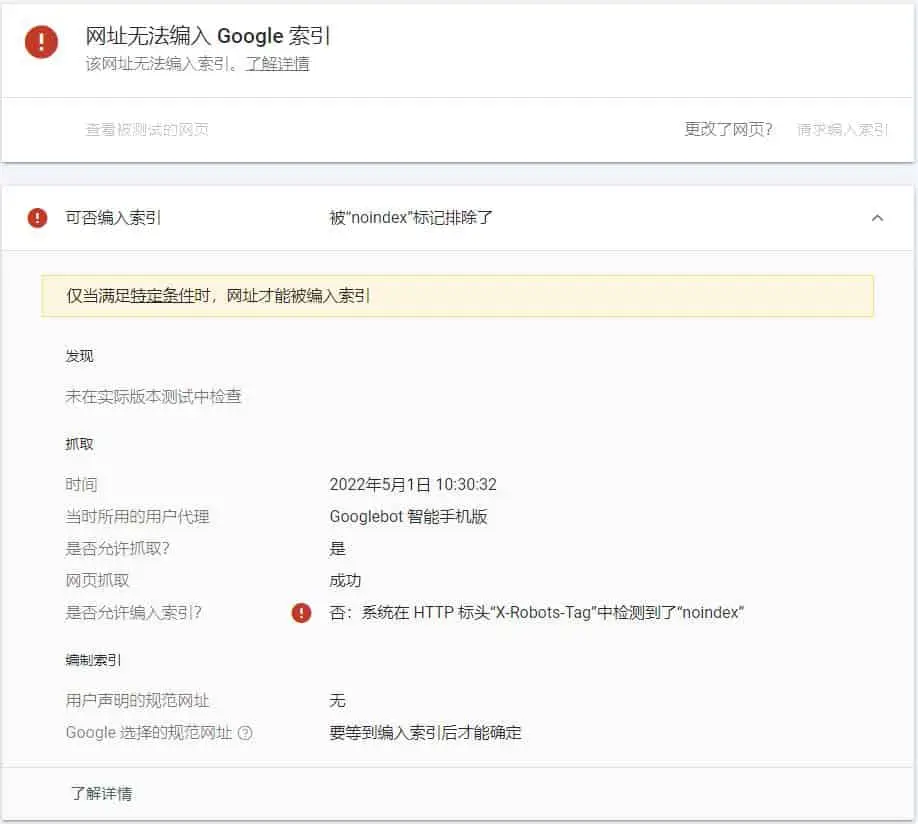 网址无法编入 Google 索引
该网址无法编入索引。了解详情
查看被测试的网页 更改了网页? 请求编入索引
可否编入索引 被“noindex”标记排除了
仅当满足特定条件时，网址才能被编入索引
发现
未在实际版本测试中检查
抓取
时间 2022年5月1日 10:30:32
当时所用的用户代理 Googlebot 智能手机版
是否允许抓取? 是
网页抓取 成功
是否允许编入索引? 否：系统在 HTTP 标头“X-Robots-Tag”中检测到了“noindex”
编制索引
用户声明的规范网址 无
Google 选择的规范网址 要等到编入索引后才能确定
了解详情